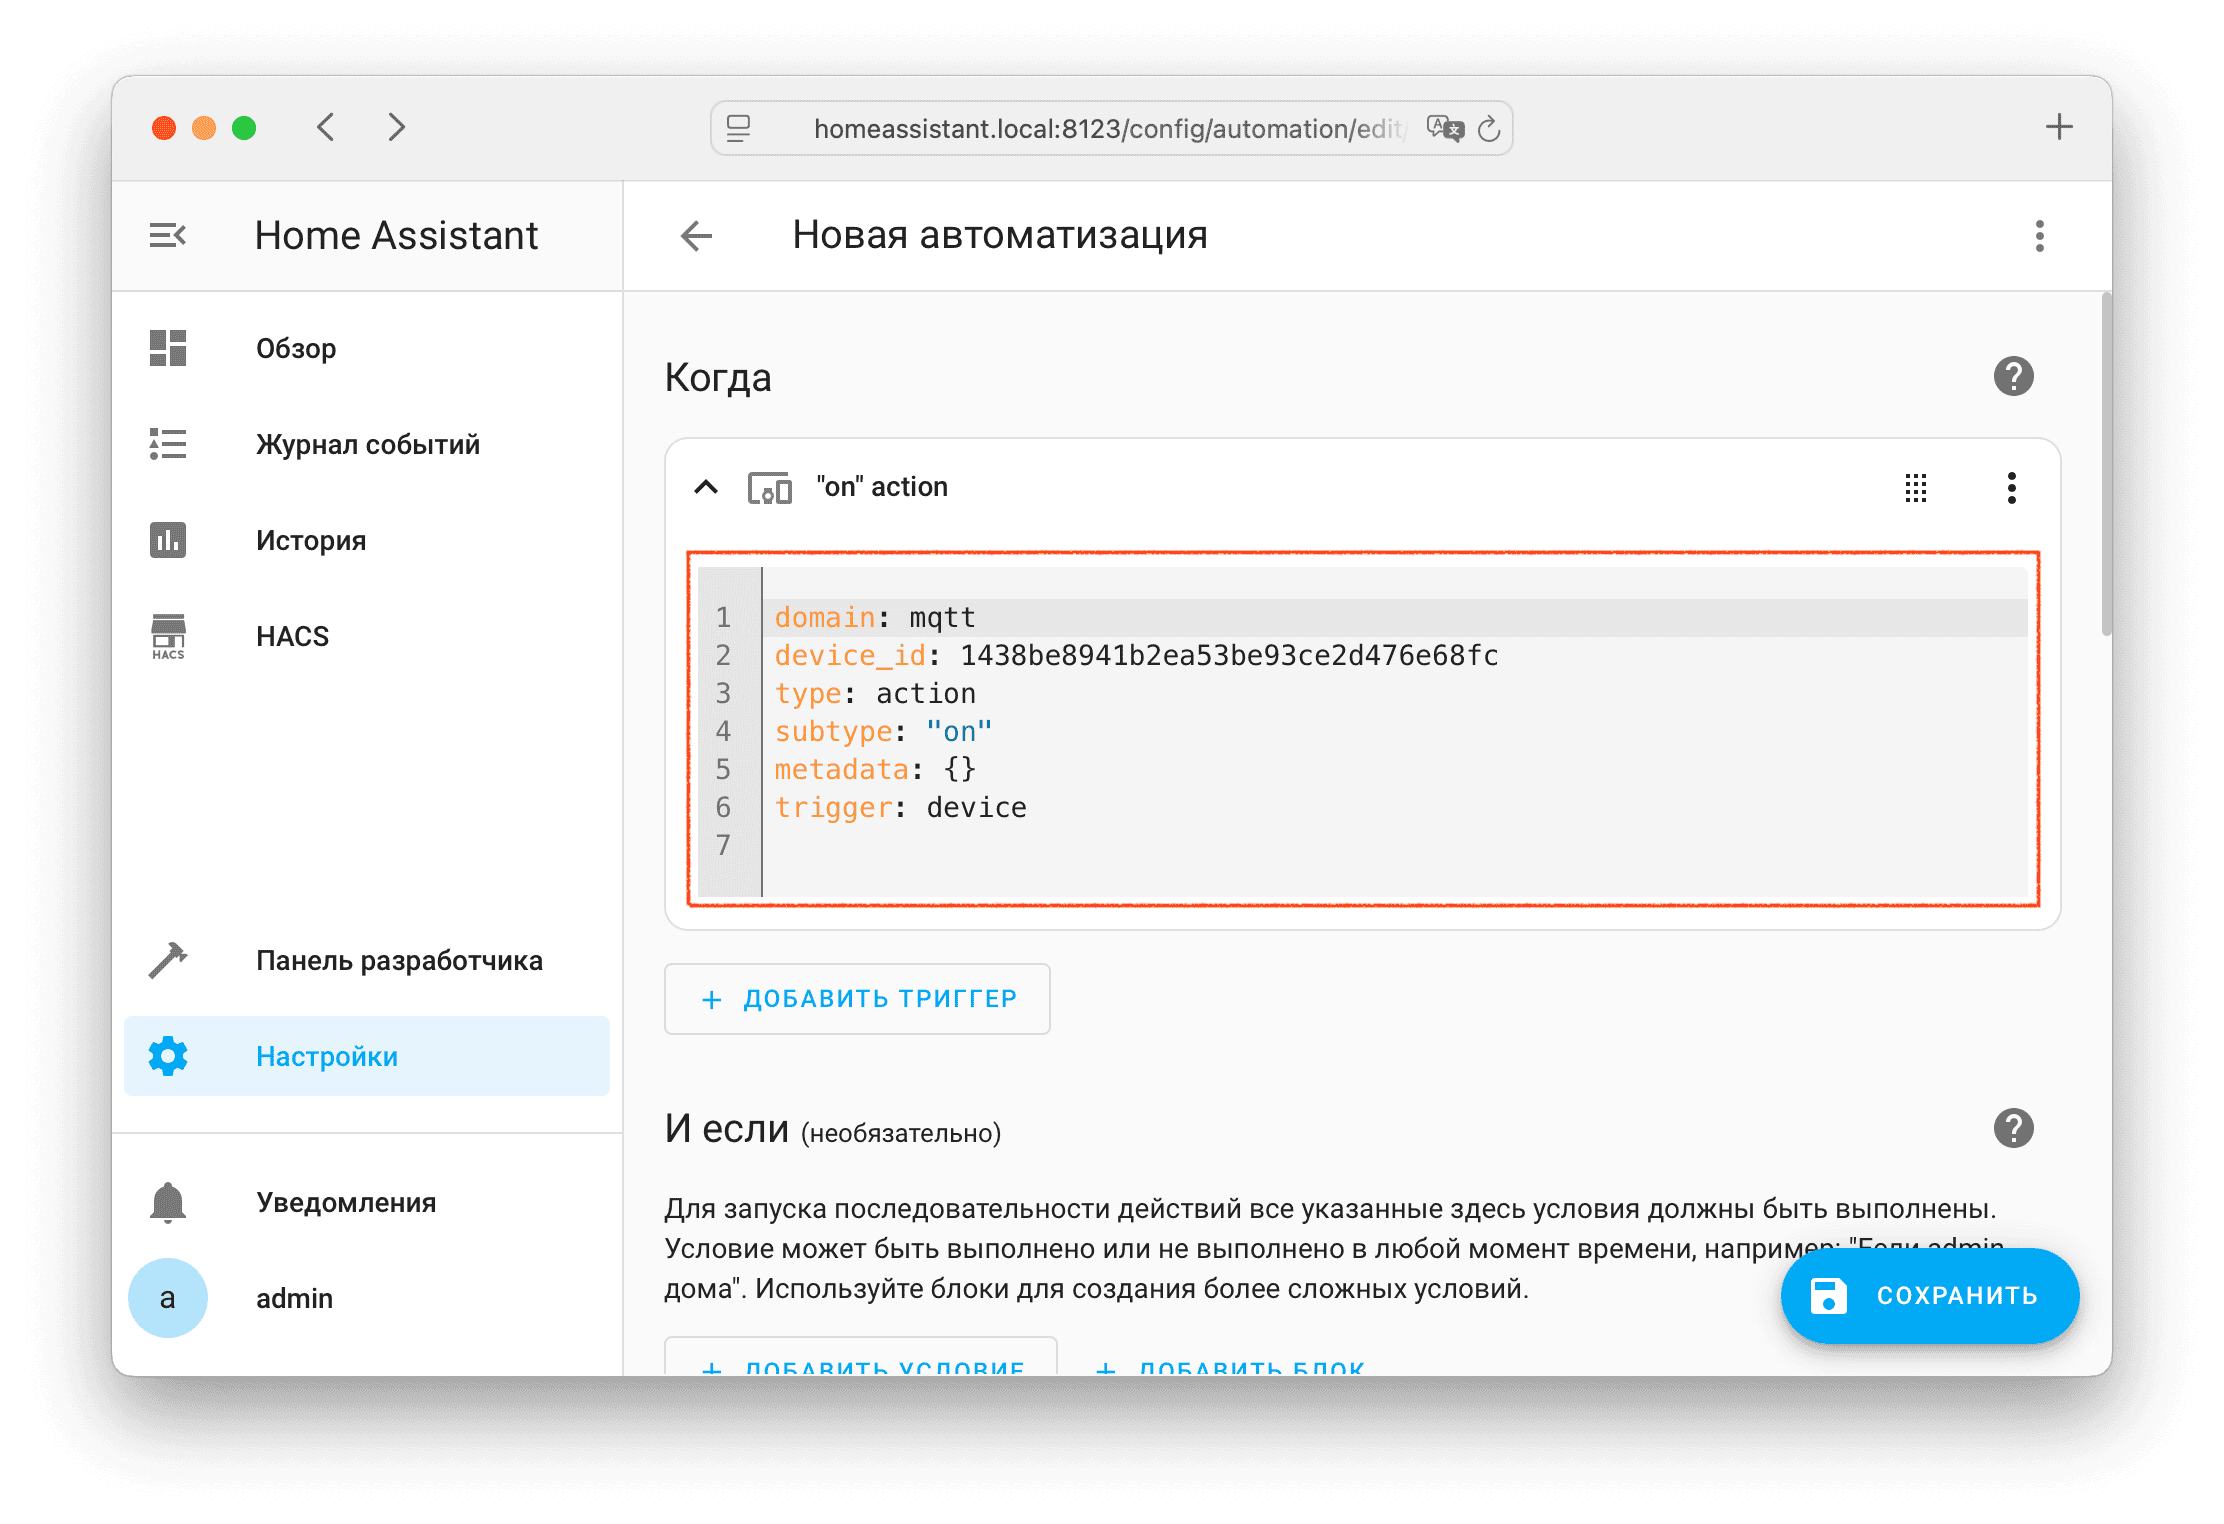 homeassistant.local:8123/config/automation/edit/
Home Assistant
Новая автоматизация
Обзор
Журнал событий
История
HACS
HACS
Панель разработчика
Настройки
Уведомления
a
admin
Когда
"on" action
1 domain: mqtt
2 device_id: 1438be8941b2ea53be93ce2d476e68fc
3 type: action
4 subtype: "on"
5 metadata: {}
6 trigger: device
7
+ ДОБАВИТЬ ТРИГГЕР
И если (необязательно)
Для запуска последовательности действий все указанные здесь условия должны быть выполнены.
Условие может быть выполнено или не выполнено в любой момент времени, например: "Если admin
дома". Используйте блоки для создания более сложных условий.
СОХРАНИТЬ
+ ДОБАВИТЬ УСЛОВИЕ
+ ДОБАВИТЬ БЛОК